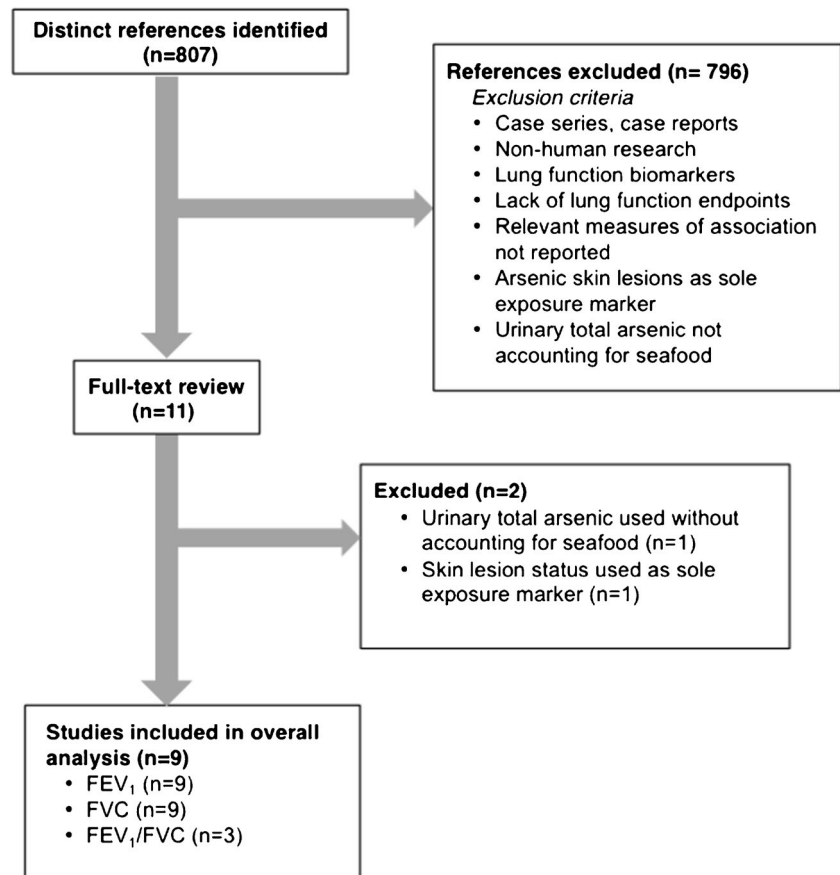 Distinct references identified
(n=807)
References excluded (n= 796)
Exclusion criteria
• Case series, case reports
• Non-human research
• Lung function biomarkers
• Lack of lung function endpoints
• Relevant measures of association
not reported
• Arsenic skin lesions as sole
exposure marker
• Urinary total arsenic not
accounting for seafood
Full-text review
(n=11)
Excluded (n=2)
• Urinary total arsenic used without
accounting for seafood (n=1)
• Skin lesion status used as sole
exposure marker (n=1)
Studies included in overall
analysis (n=9)
• FEV₁ (n=9)
• FVC (n=9)
• FEV₁/FVC (n=3)